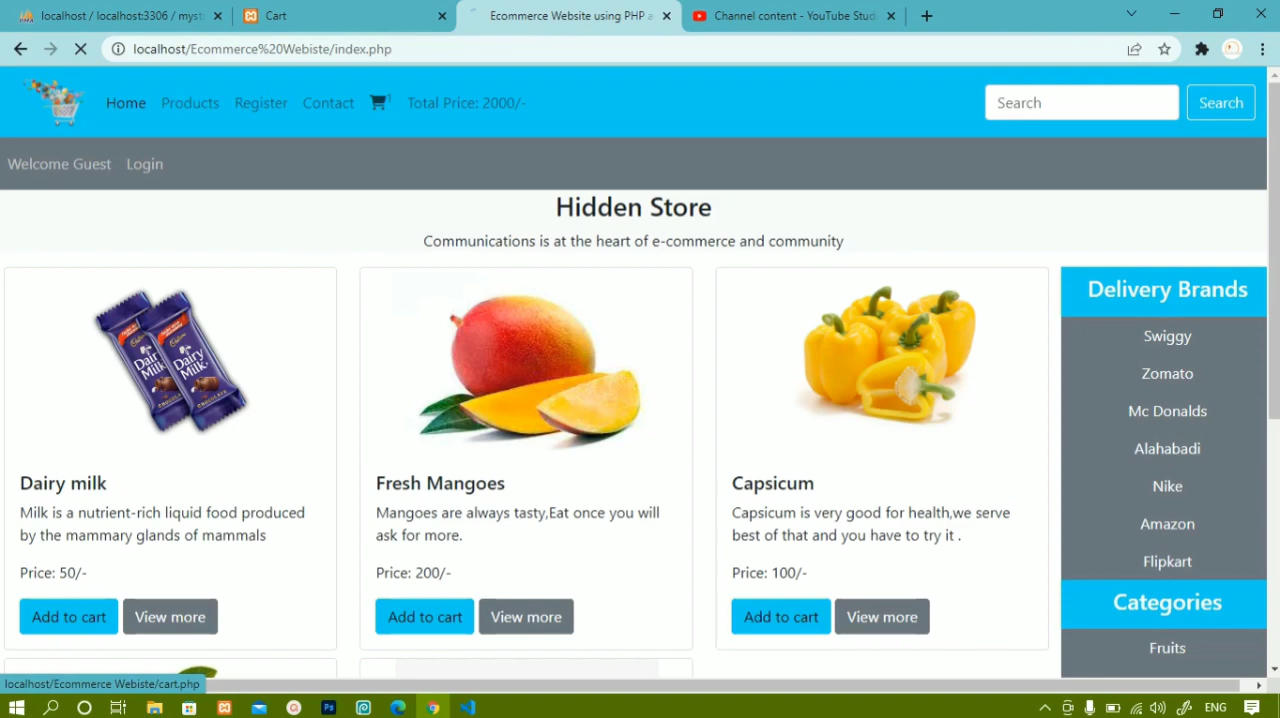 localhost / localhost:3306 / myst
Cart
Ecommerce Website using PHP a
Channel content - YouTube Stud
localhost/Ecommerce%20Webiste/index.php
Home
Products
Register
Contact
1
Total Price: 2000/-
Search
Search
Welcome Guest
Login
Hidden Store
Communications is at the heart of e-commerce and community
Dairy milk
Milk is a nutrient-rich liquid food produced
by the mammary glands of mammals
Price: 50/-
Add to cart
View more
Fresh Mangoes
Mangoes are always tasty,Eat once you will
ask for more.
Price: 200/-
Add to cart
View more
Capsicum
Capsicum is very good for health,we serve
best of that and you have to try it .
Price: 100/-
Add to cart
View more
Delivery Brands
Swiggy
Zomato
Mc Donalds
Alahabadi
Nike
Amazon
Flipkart
Categories
Fruits
localhost/Ecommerce Webiste/cart.php
ENG